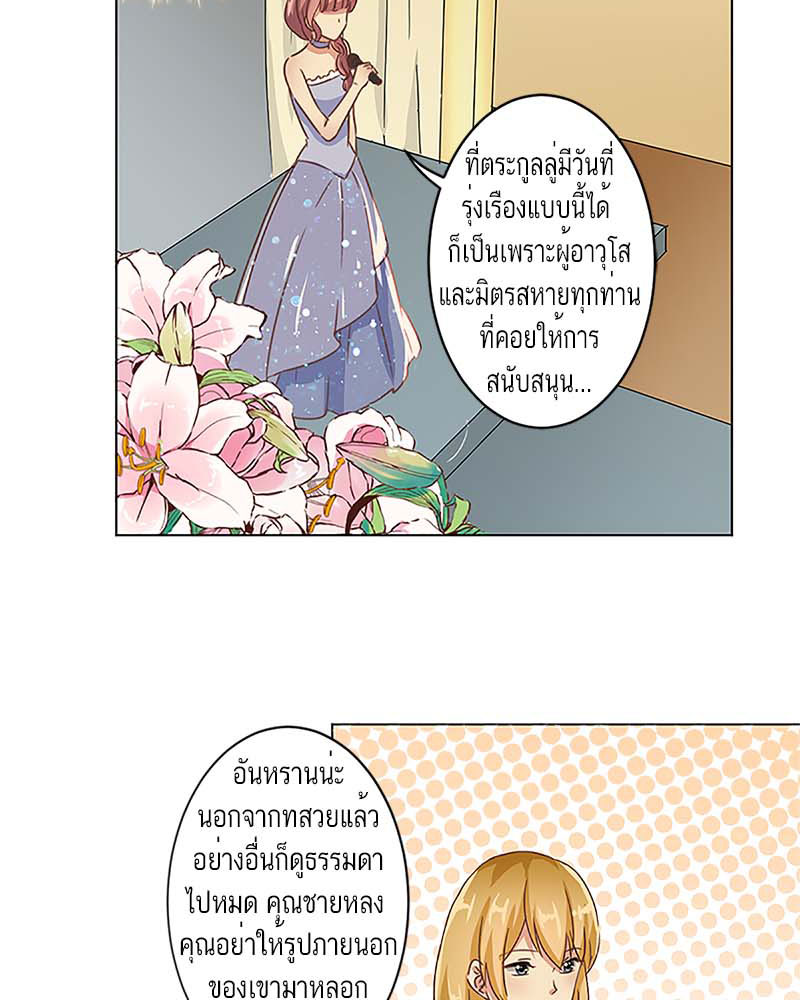 ที่ตระกูลลู่มีวันที่
รุ่งเรืองแบบนี้ได้
ก็เป็นเพราะผู้อาวุโส
และมิตรสหายทุกท่าน
ที่คอยให้การ
สนับสนุน...
อันหรานน่ะ
นอกจากทสวยแล้ว
อย่างอื่นก็ดูธรรมดา
ไปหมด คุณชายหลง
คุณอย่าให้รูปภายนอก
ของเขามาหลอก